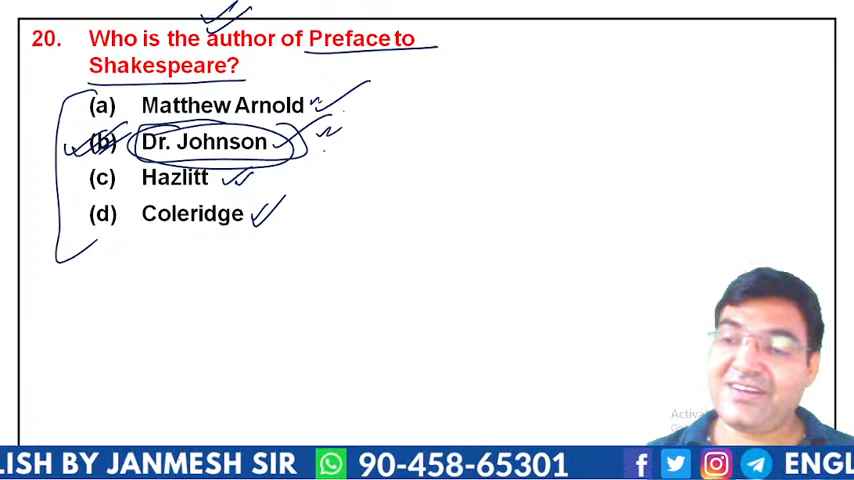 20. Who is the author of Preface to
Shakespeare?
(a) Matthew Arnold
(b) Dr. Johnson
(c) Hazlitt
(d) Coleridge
Activa
LISH BY JANMESH SIR 90-458-65301 ENGL